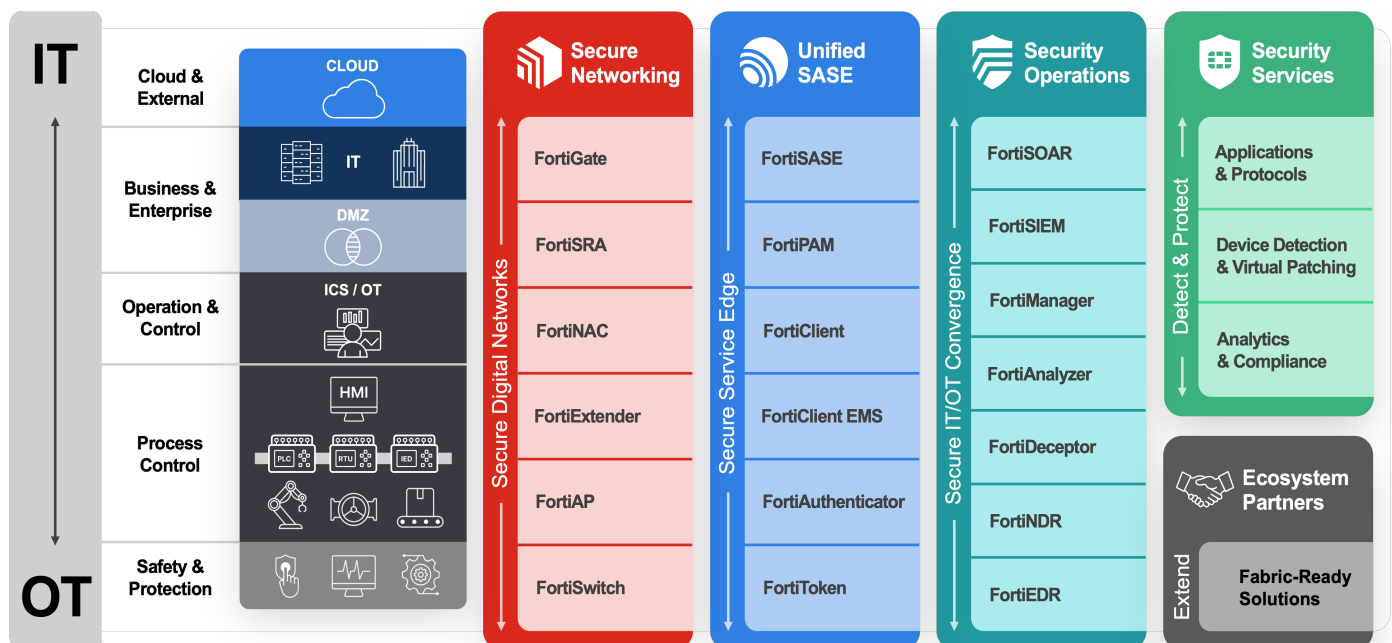 IT
OT
Cloud &
External
Business &
Enterprise
Operation &
Control
Process
Control
Safety &
Protection
CLOUD
IT
DMZ
ICS / OT
HMI
PLC
RTU
IED
Secure
Networking
Secure Digital Networks
FortiGate
FortiSRA
FortiNAC
FortiExtender
FortiAP
FortiSwitch
Unified
SASE
Secure Service Edge
FortiSASE
FortiPAM
FortiClient
FortiClient EMS
FortiAuthenticator
FortiToken
Security
Operations
Secure IT/OT Convergence
FortiSOAR
FortiSIEM
FortiManager
FortiAnalyzer
FortiDeceptor
FortiNDR
FortiEDR
Security
Services
Detect & Protect
Applications
& Protocols
Device Detection
& Virtual Patching
Analytics
& Compliance
Ecosystem
Partners
Extend
Fabric-Ready
Solutions